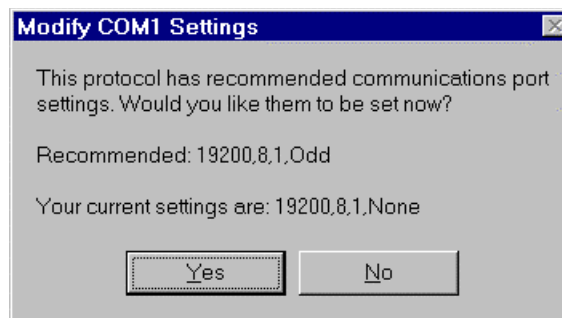 Modify COM1 Settings
This protocol has recommended communications port
settings. Would you like them to be set now?
Recommended: 19200,8,1,Odd
Your current settings are: 19200,8,1,None
Yes
No